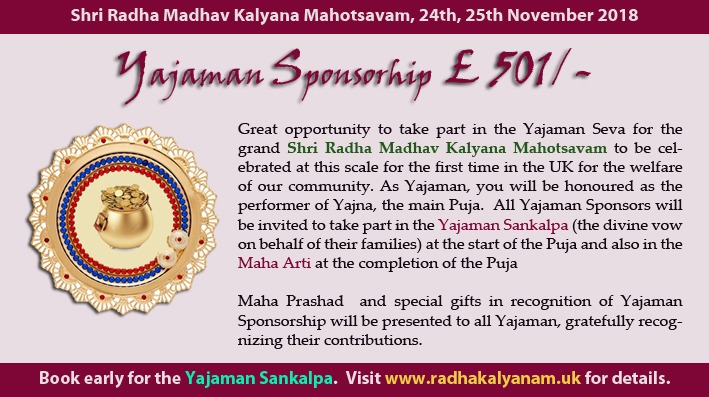 Shri Radha Madhav Kalyana Mahotsavam, 24th, 25th November 2018
Yajaman Sponsorhip £ 501/-
Great opportunity to take part in the Yajaman Seva for the
grand Shri Radha Madhav Kalyana Mahotsavam to be cel-
ebrated at this scale for the first time in the UK for the welfare
of our community. As Yajaman, you will be honoured as the
performer of Yajna, the main Puja.  All Yajaman Sponsors will
be invited to take part in the Yajaman Sankalpa (the divine vow
on behalf of their families) at the start of the Puja and also in the
Maha Arti at the completion of the Puja
Maha Prashad  and special gifts in recognition of Yajaman
Sponsorship will be presented to all Yajaman, gratefully recog-
nizing their contributions.
Book early for the Yajaman Sankalpa.  Visit www.radhakalyanam.uk for details.